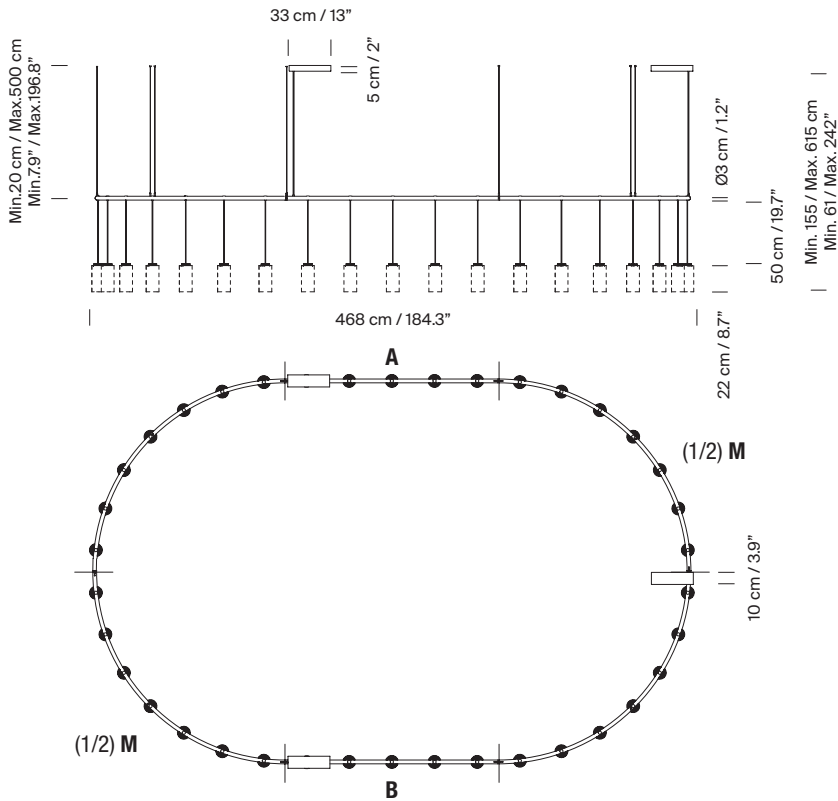 33 cm / 13”
5 cm / 2”
Min.20 cm / Max.500 cm
Min.7.9” / Max.196.8”
Ø3 cm / 1.2”
50 cm / 19.7”
Min. 155 / Max. 615 cm
Min. 61 / Max. 242”
468 cm / 184.3”
22 cm / 8.7”
A
(1/2) M
10 cm / 3.9”
(1/2) M
B